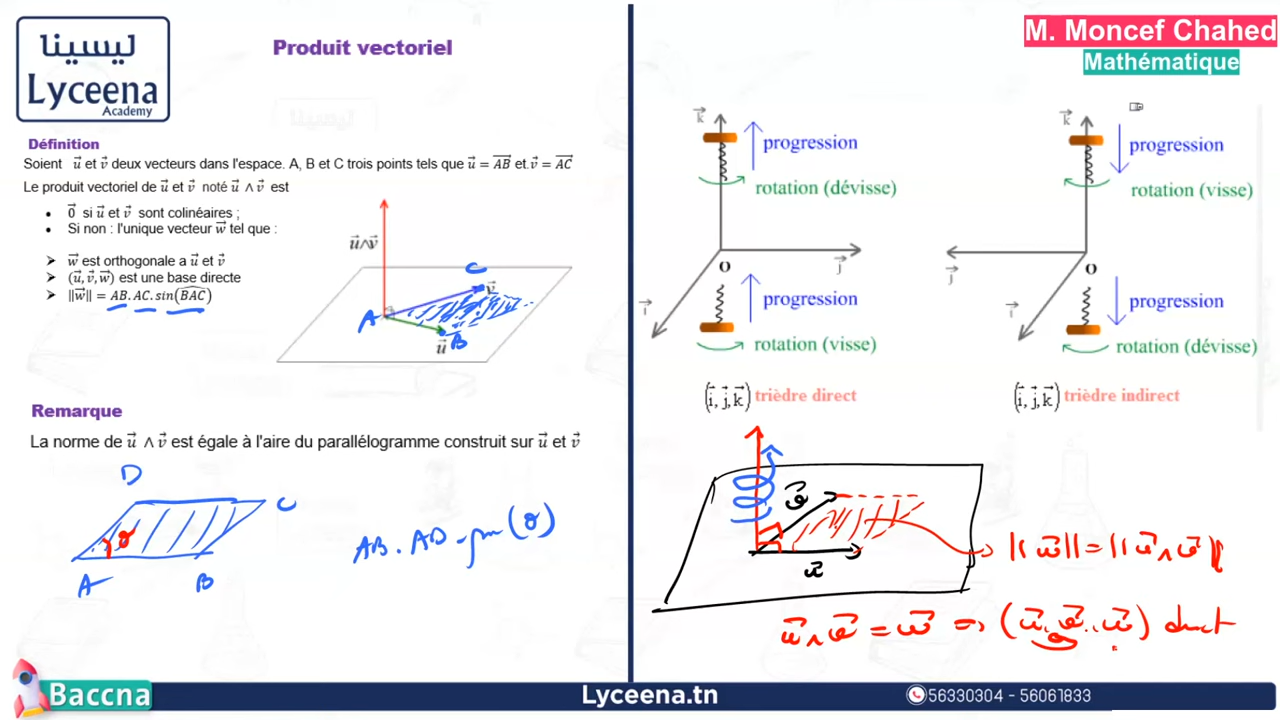 ليسينا
Lyceena
Academy
Produit vectoriel
M. Moncef Chahed
Mathématique
Définition
Soient u⃗ et v⃗ deux vecteurs dans l'espace. A, B et C trois points tels que u⃗ = AB⃗ et. v⃗ = AC⃗
Le produit vectoriel de u⃗ et v⃗ noté u⃗ ∧ v⃗ est
• 0⃗ si u⃗ et v⃗ sont colinéaires ;
• Si non : l'unique vecteur w⃗ tel que :
➢ w⃗ est orthogonale a u⃗ et v⃗
➢ (u⃗, v⃗, w⃗) est une base directe
➢ ‖w⃗‖ = AB. AC. sin(BAC)
u⃗∧v⃗
C
v⃗
A
B
u⃗
Remarque
La norme de u⃗ ∧ v⃗ est égale à l'aire du parallélogramme construit sur u⃗ et v⃗
D
C
θ
A
B
AB . AD . sin(θ)
k⃗
progression
rotation (dévisse)
O
j⃗
i⃗
progression
rotation (visse)
(i⃗, j⃗, k⃗) trièdre direct
k⃗
progression
rotation (visse)
j⃗
O
i⃗
progression
rotation (dévisse)
(i⃗, j⃗, k⃗) trièdre indirect
v⃗
u⃗
‖w⃗‖ = ‖u⃗ ∧ v⃗‖
u⃗ ∧ v⃗ = w⃗ ⇒ (u⃗, v⃗, w⃗) direct
Baccna
Lyceena.tn
56330304 - 56061833